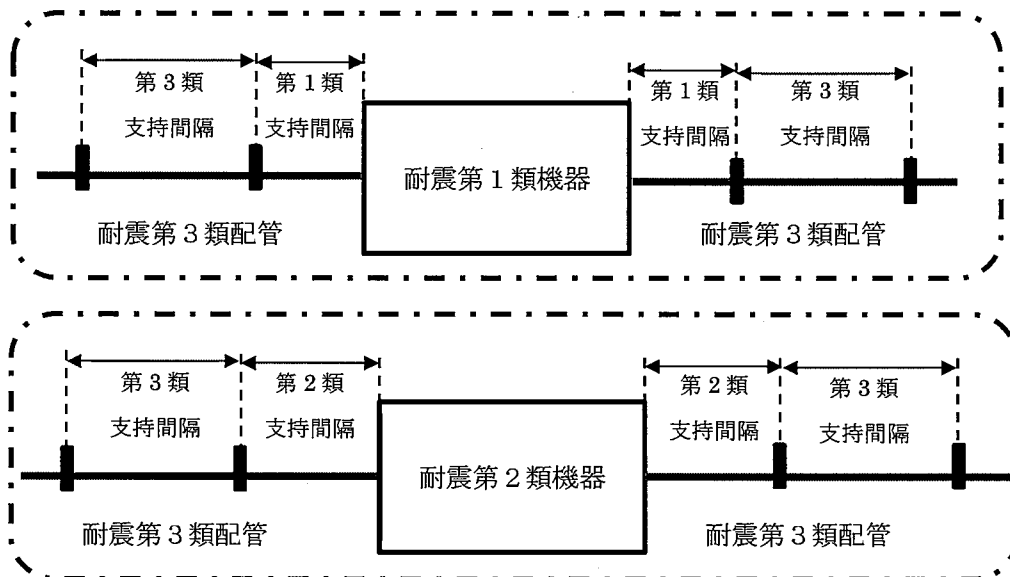 第３類
支持間隔
第１類
支持間隔
第１類
支持間隔
第３類
支持間隔
耐震第１類機器
耐震第３類配管
耐震第３類配管
第３類
支持間隔
第２類
支持間隔
第２類
支持間隔
第３類
支持間隔
耐震第２類機器
耐震第３類配管
耐震第３類配管